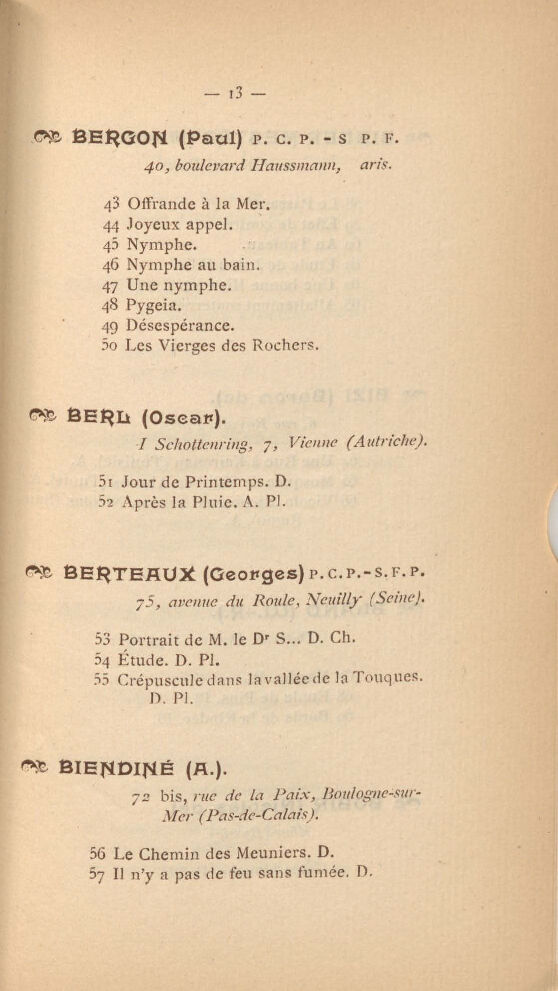 — 13 —
BERGON (Paul) P. C. P. - S P. F.
40, boulevard Haussmann, aris.
43 Offrande à la Mer.
44 Joyeux appel.
45 Nymphe.
46 Nymphe au bain.
47 Une nymphe.
48 Pygeia.
49 Désespérance.
50 Les Vierges des Rochers.
BERL (Oscar).
I Schottenring, 7, Vienne (Autriche).
51 Jour de Printemps. D.
52 Après la Pluie. A. Pl.
BERTEAUX (Georges) P. C. P. - S. F. P.
75, avenue du Roule, Neuilly (Seine).
53 Portrait de M. le Dr S... D. Ch.
54 Étude. D. Pl.
55 Crépuscule dans la vallée de la Touques.
D. Pl.
BIENDINÉ (A.).
72 bis, rue de la Paix, Boulogne-sur-
Mer (Pas-de-Calais).
56 Le Chemin des Meuniers. D.
57 Il n'y a pas de feu sans fumée. D.